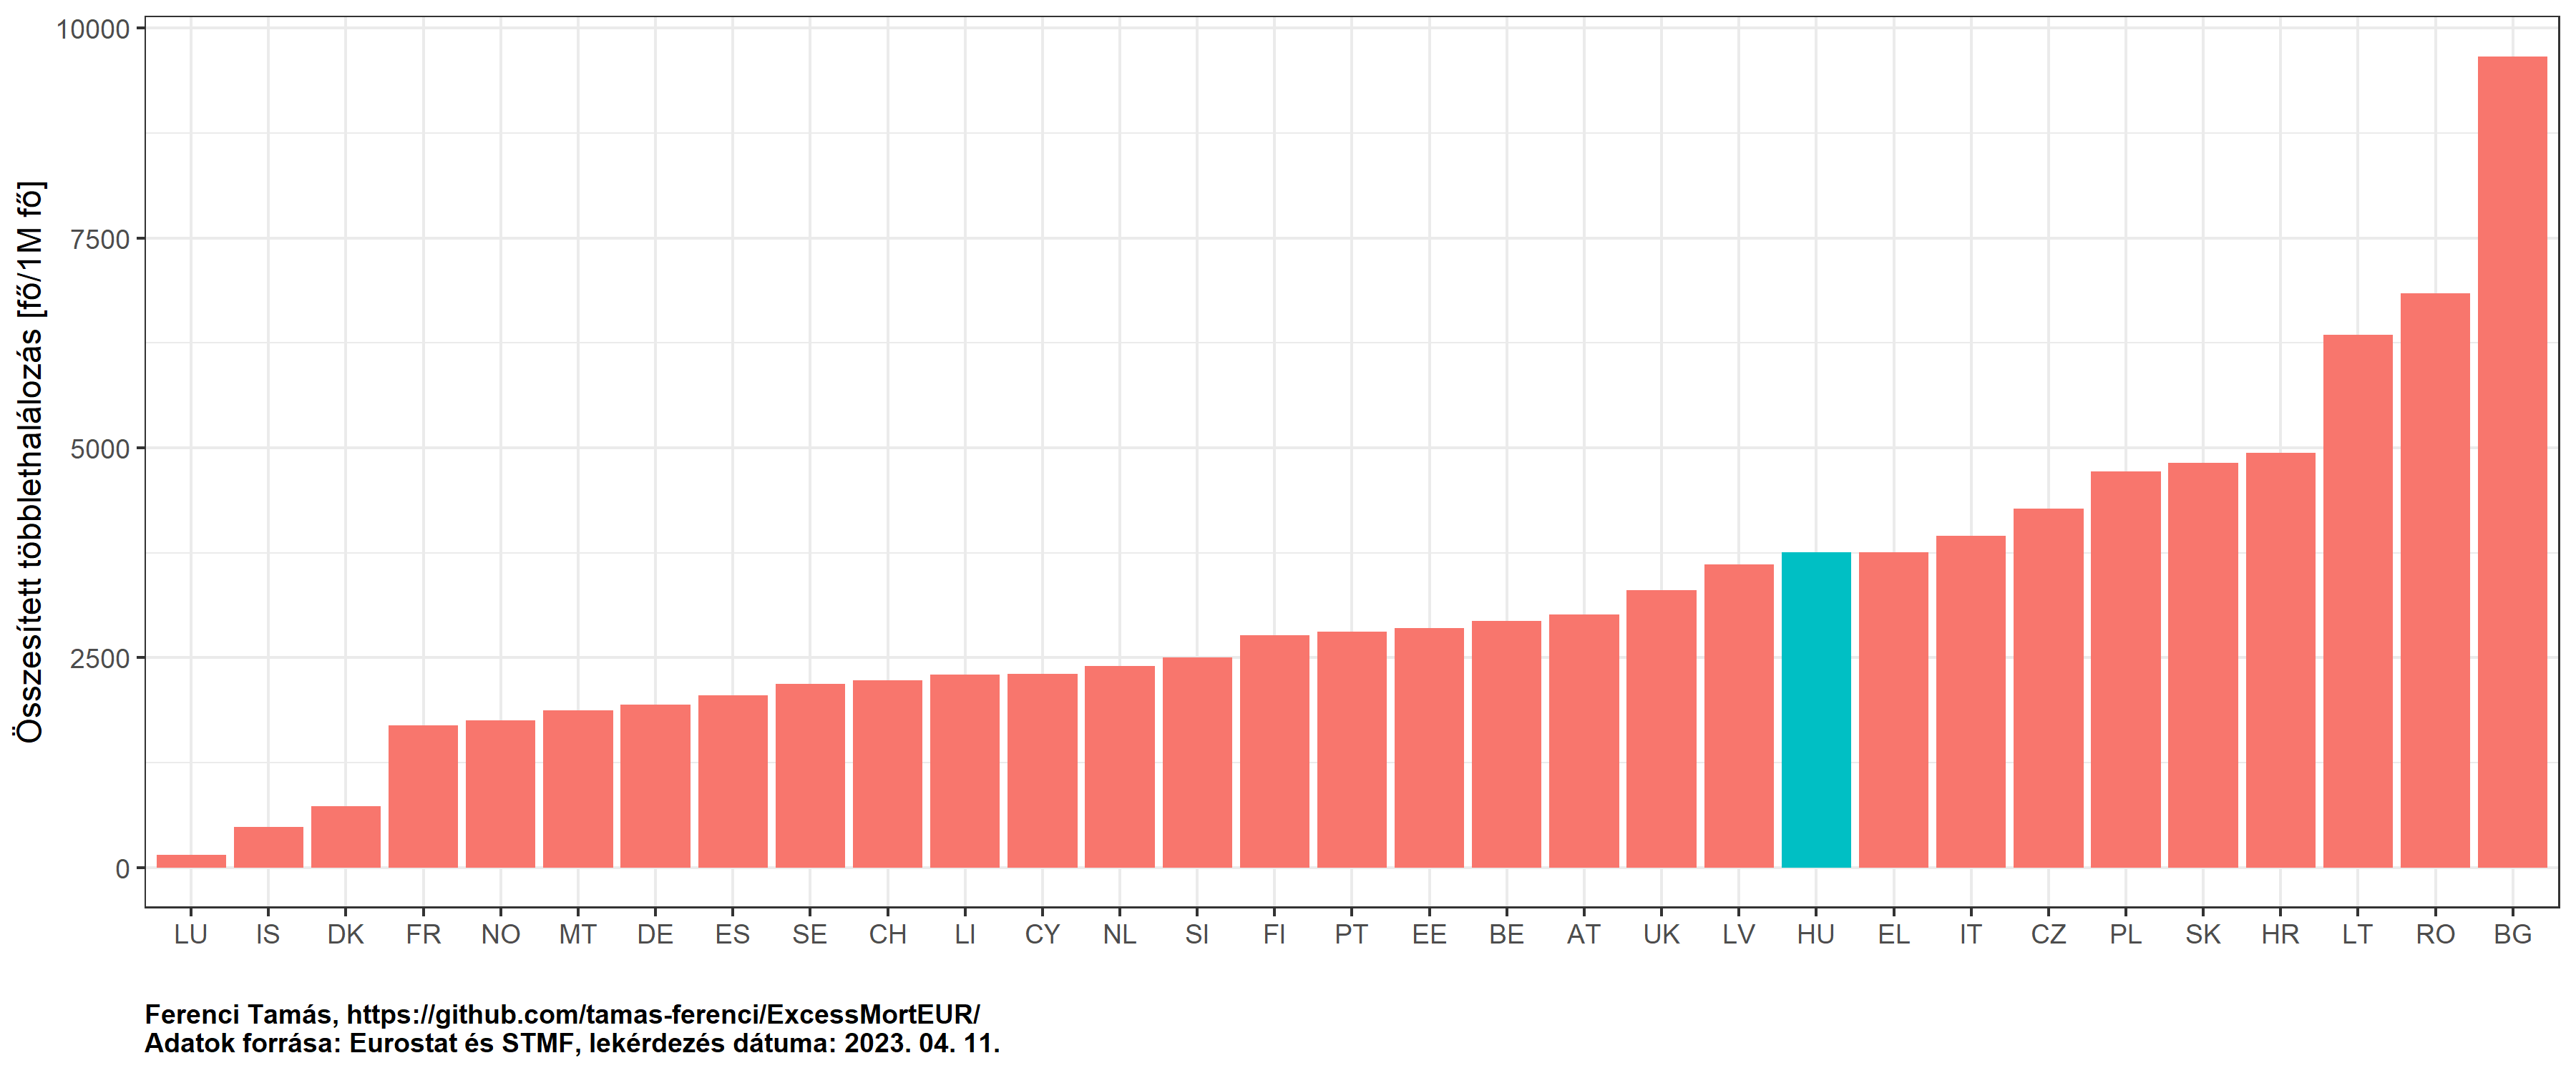 Összesített többlethalálozás [fő/1M fő]
10000
7500
5000
2500
0
LU IS DK FR NO MT DE ES SE CH LI CY NL SI FI PT EE BE AT UK LV HU EL IT CZ PL SK HR LT RO BG
Ferenci Tamás, https://github.com/tamas-ferenci/ExcessMortEUR/
Adatok forrása: Eurostat és STMF, lekérdezés dátuma: 2023. 04. 11.